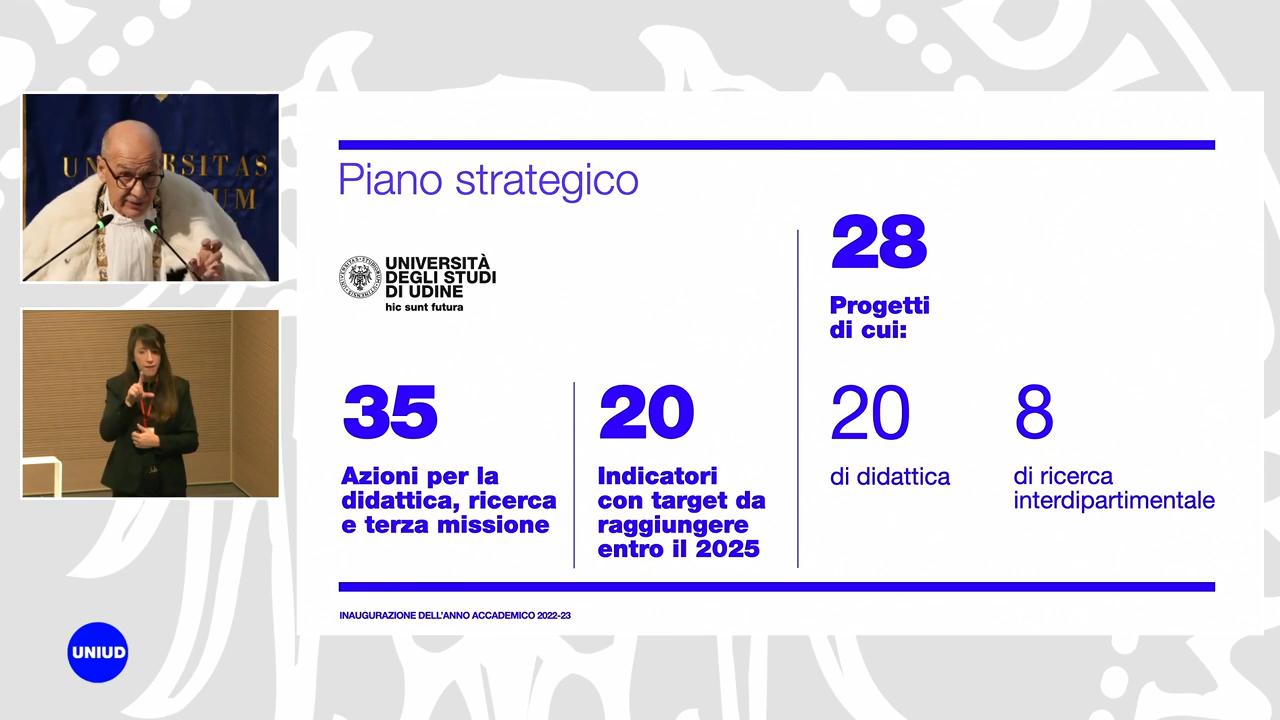 Piano strategico
UNIVERSITÀ
DEGLI STUDI
DI UDINE
hic sunt futura
28
Progetti
di cui:
35
Azioni per la
didattica, ricerca
e terza missione
20
Indicatori
con target da
raggiungere
entro il 2025
20
di didattica
8
di ricerca
interdipartimentale
INAUGURAZIONE DELL'ANNO ACCADEMICO 2022-23
UNIUD